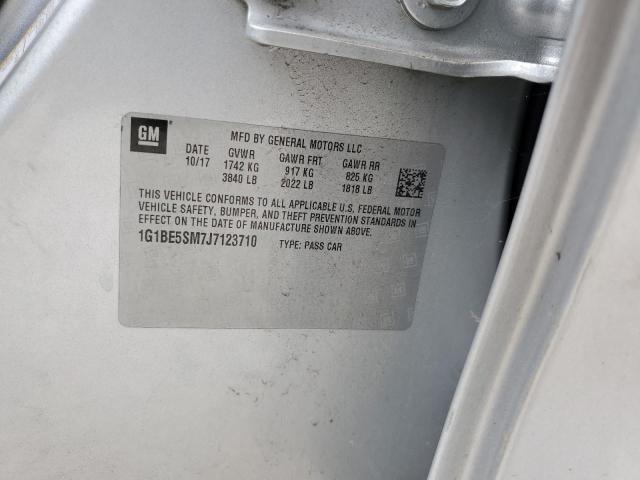 GM
MFD BY GENERAL MOTORS LLC
DATE GVWR GAWR FRT GAWR RR
10/17 1742 KG 917 KG 825 KG
3840 LB 2022 LB 1818 LB
THIS VEHICLE CONFORMS TO ALL APPLICABLE U.S. FEDERAL MOTOR
VEHICLE SAFETY, BUMPER, AND THEFT PREVENTION STANDARDS IN
EFFECT ON THE DATE OF MANUFACTURE SHOWN ABOVE.
1G1BE5SM7J7123710 TYPE: PASS CAR